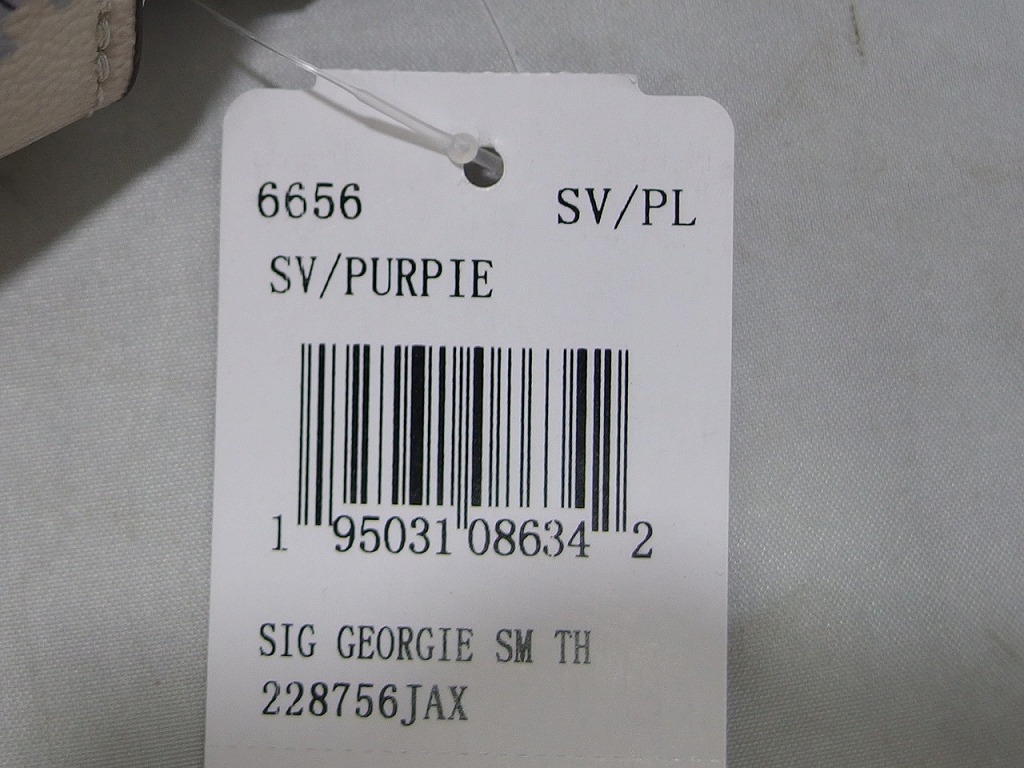 6656 SV/PL
SV/PURPIE
1 95031 08634 2
SIG GEORGIE SM TH
228756JAX